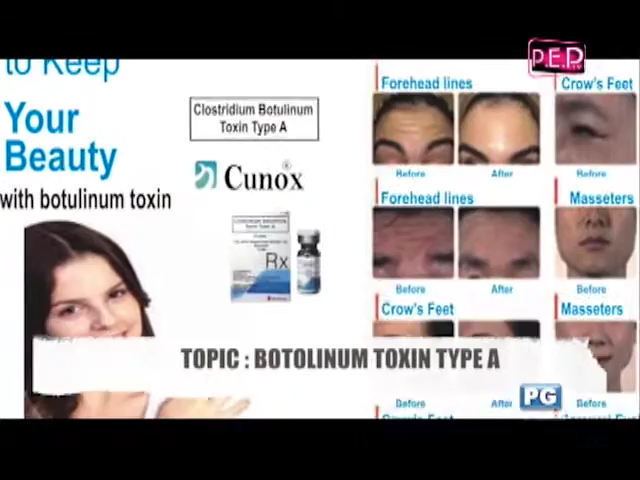 P.E.P
to Keep
Your
Beauty
with botulinum toxin
Clostridium Botulinum
Toxin Type A
Cunox®
Rx
Forehead lines
Crow's Feet
Before
After
Before
Forehead lines
Masseters
Before
After
Before
Crow's Feet
Masseters
TOPIC : BOTOLINUM TOXIN TYPE A
Before
After
Before
PG